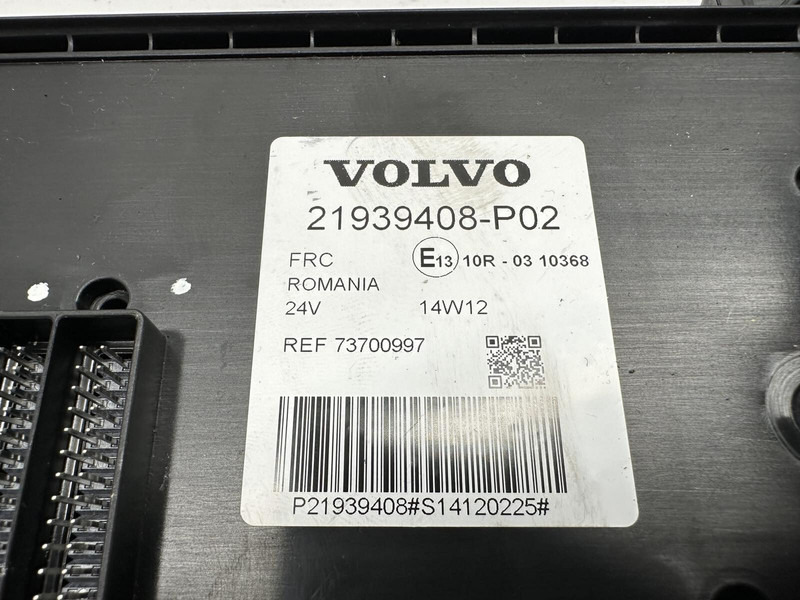 VOLVO
21939408-P02
FRC E13 10R - 03 10368
ROMANIA
24V 14W12
REF 73700997
P21939408#S14120225#